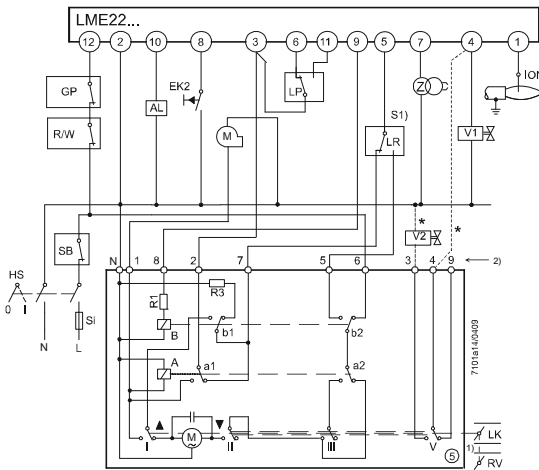 LME22...
12 2 10 8 3 6 11 9 5 7 4 1
GP
EK2
LP
Z
ION
AL
S1)
R/W
M
LR
V1
*
*
V2
SB
N 1 8 2 7 5 6 3 4 9 2)
HS
R3
0 I
R1
Si
b1
b2
B
N L
A
a1
a2
7101a14/0409
M
I II III V
LK
5
1)
RV